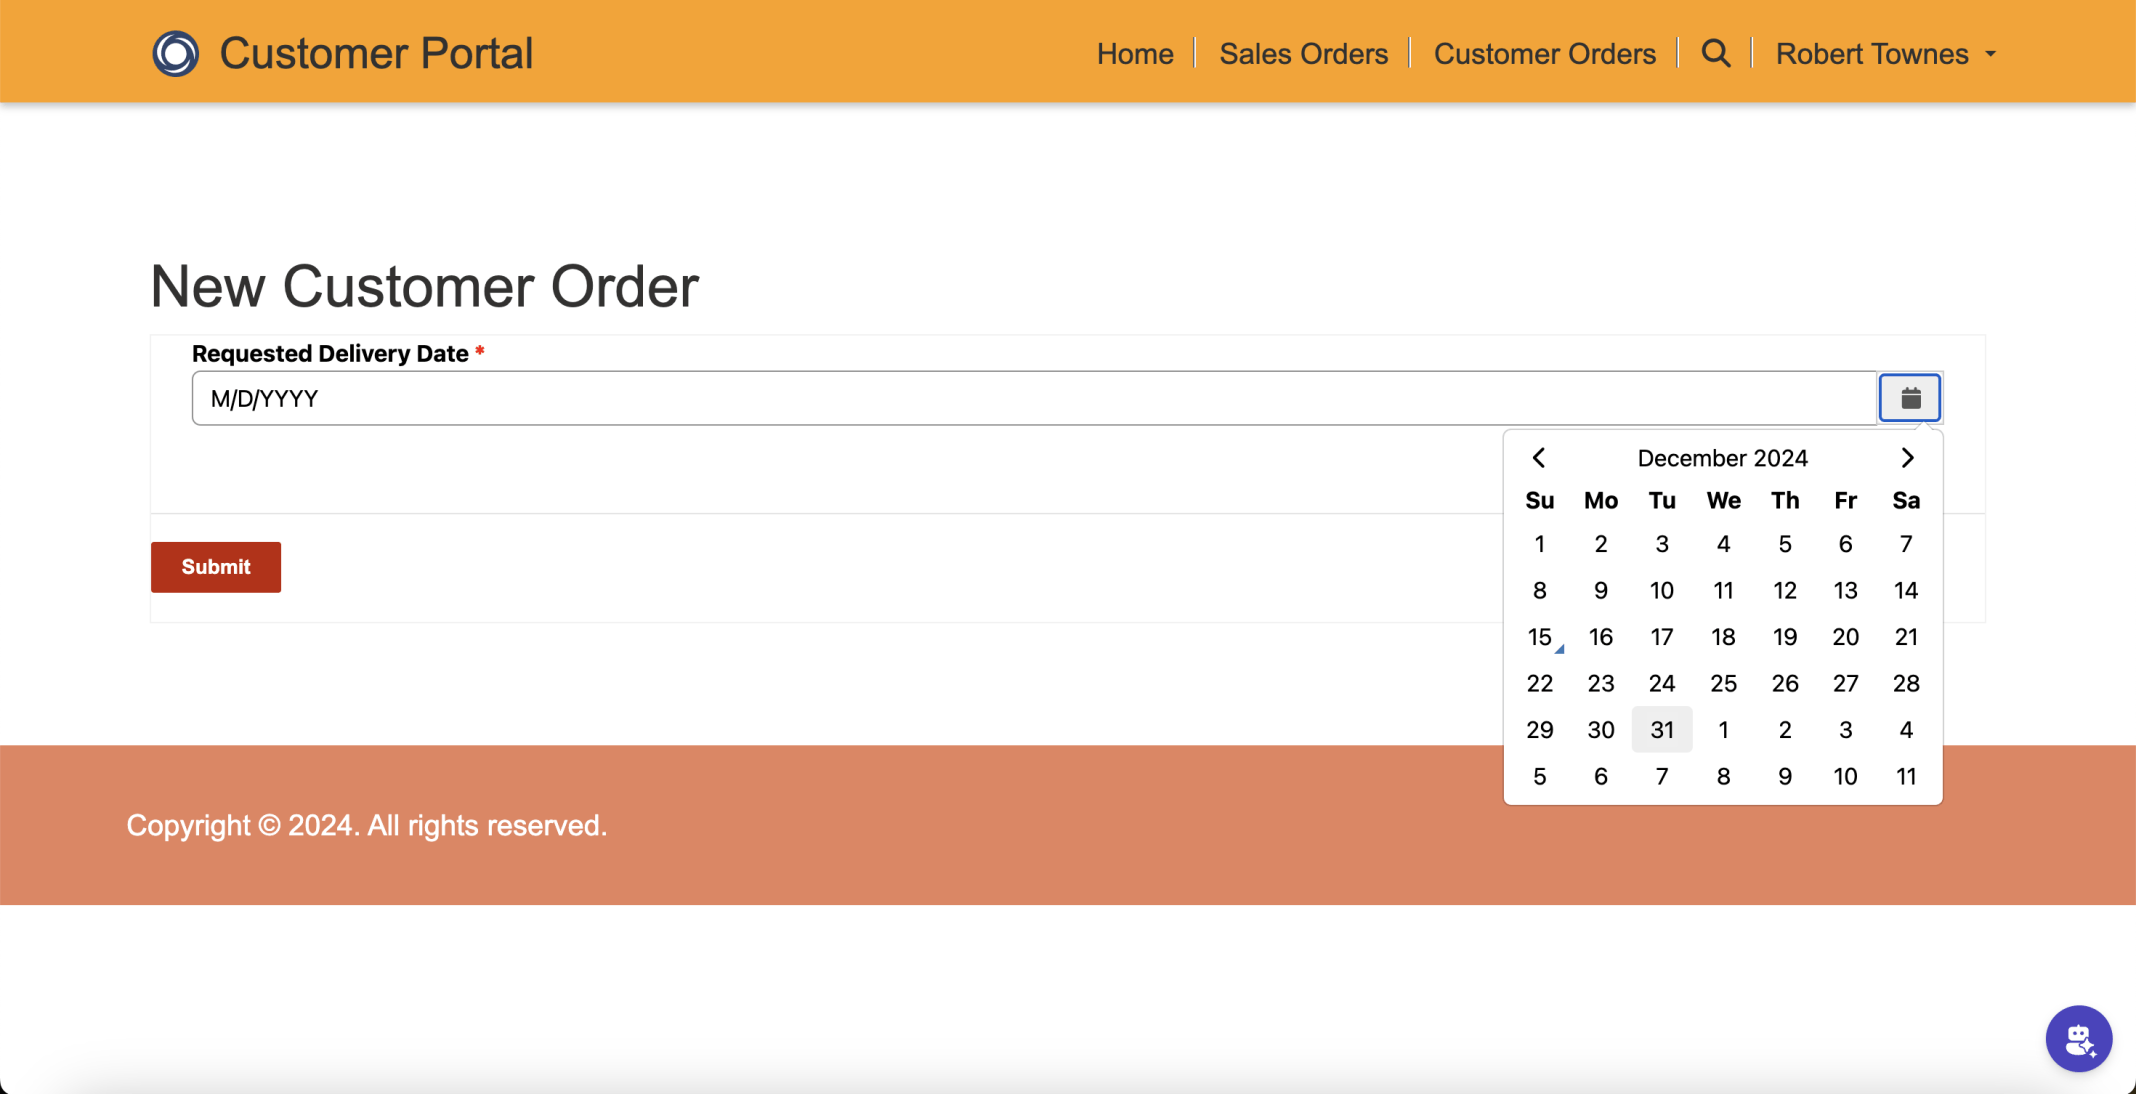 Customer Portal
Home
Sales Orders
Customer Orders
Robert Townes
New Customer Order
Requested Delivery Date *
M/D/YYYY
December 2024
Su Mo Tu We Th Fr Sa
1 2 3 4 5 6 7
8 9 10 11 12 13 14
15 16 17 18 19 20 21
22 23 24 25 26 27 28
29 30 31 1 2 3 4
5 6 7 8 9 10 11
Submit
Copyright © 2024. All rights reserved.